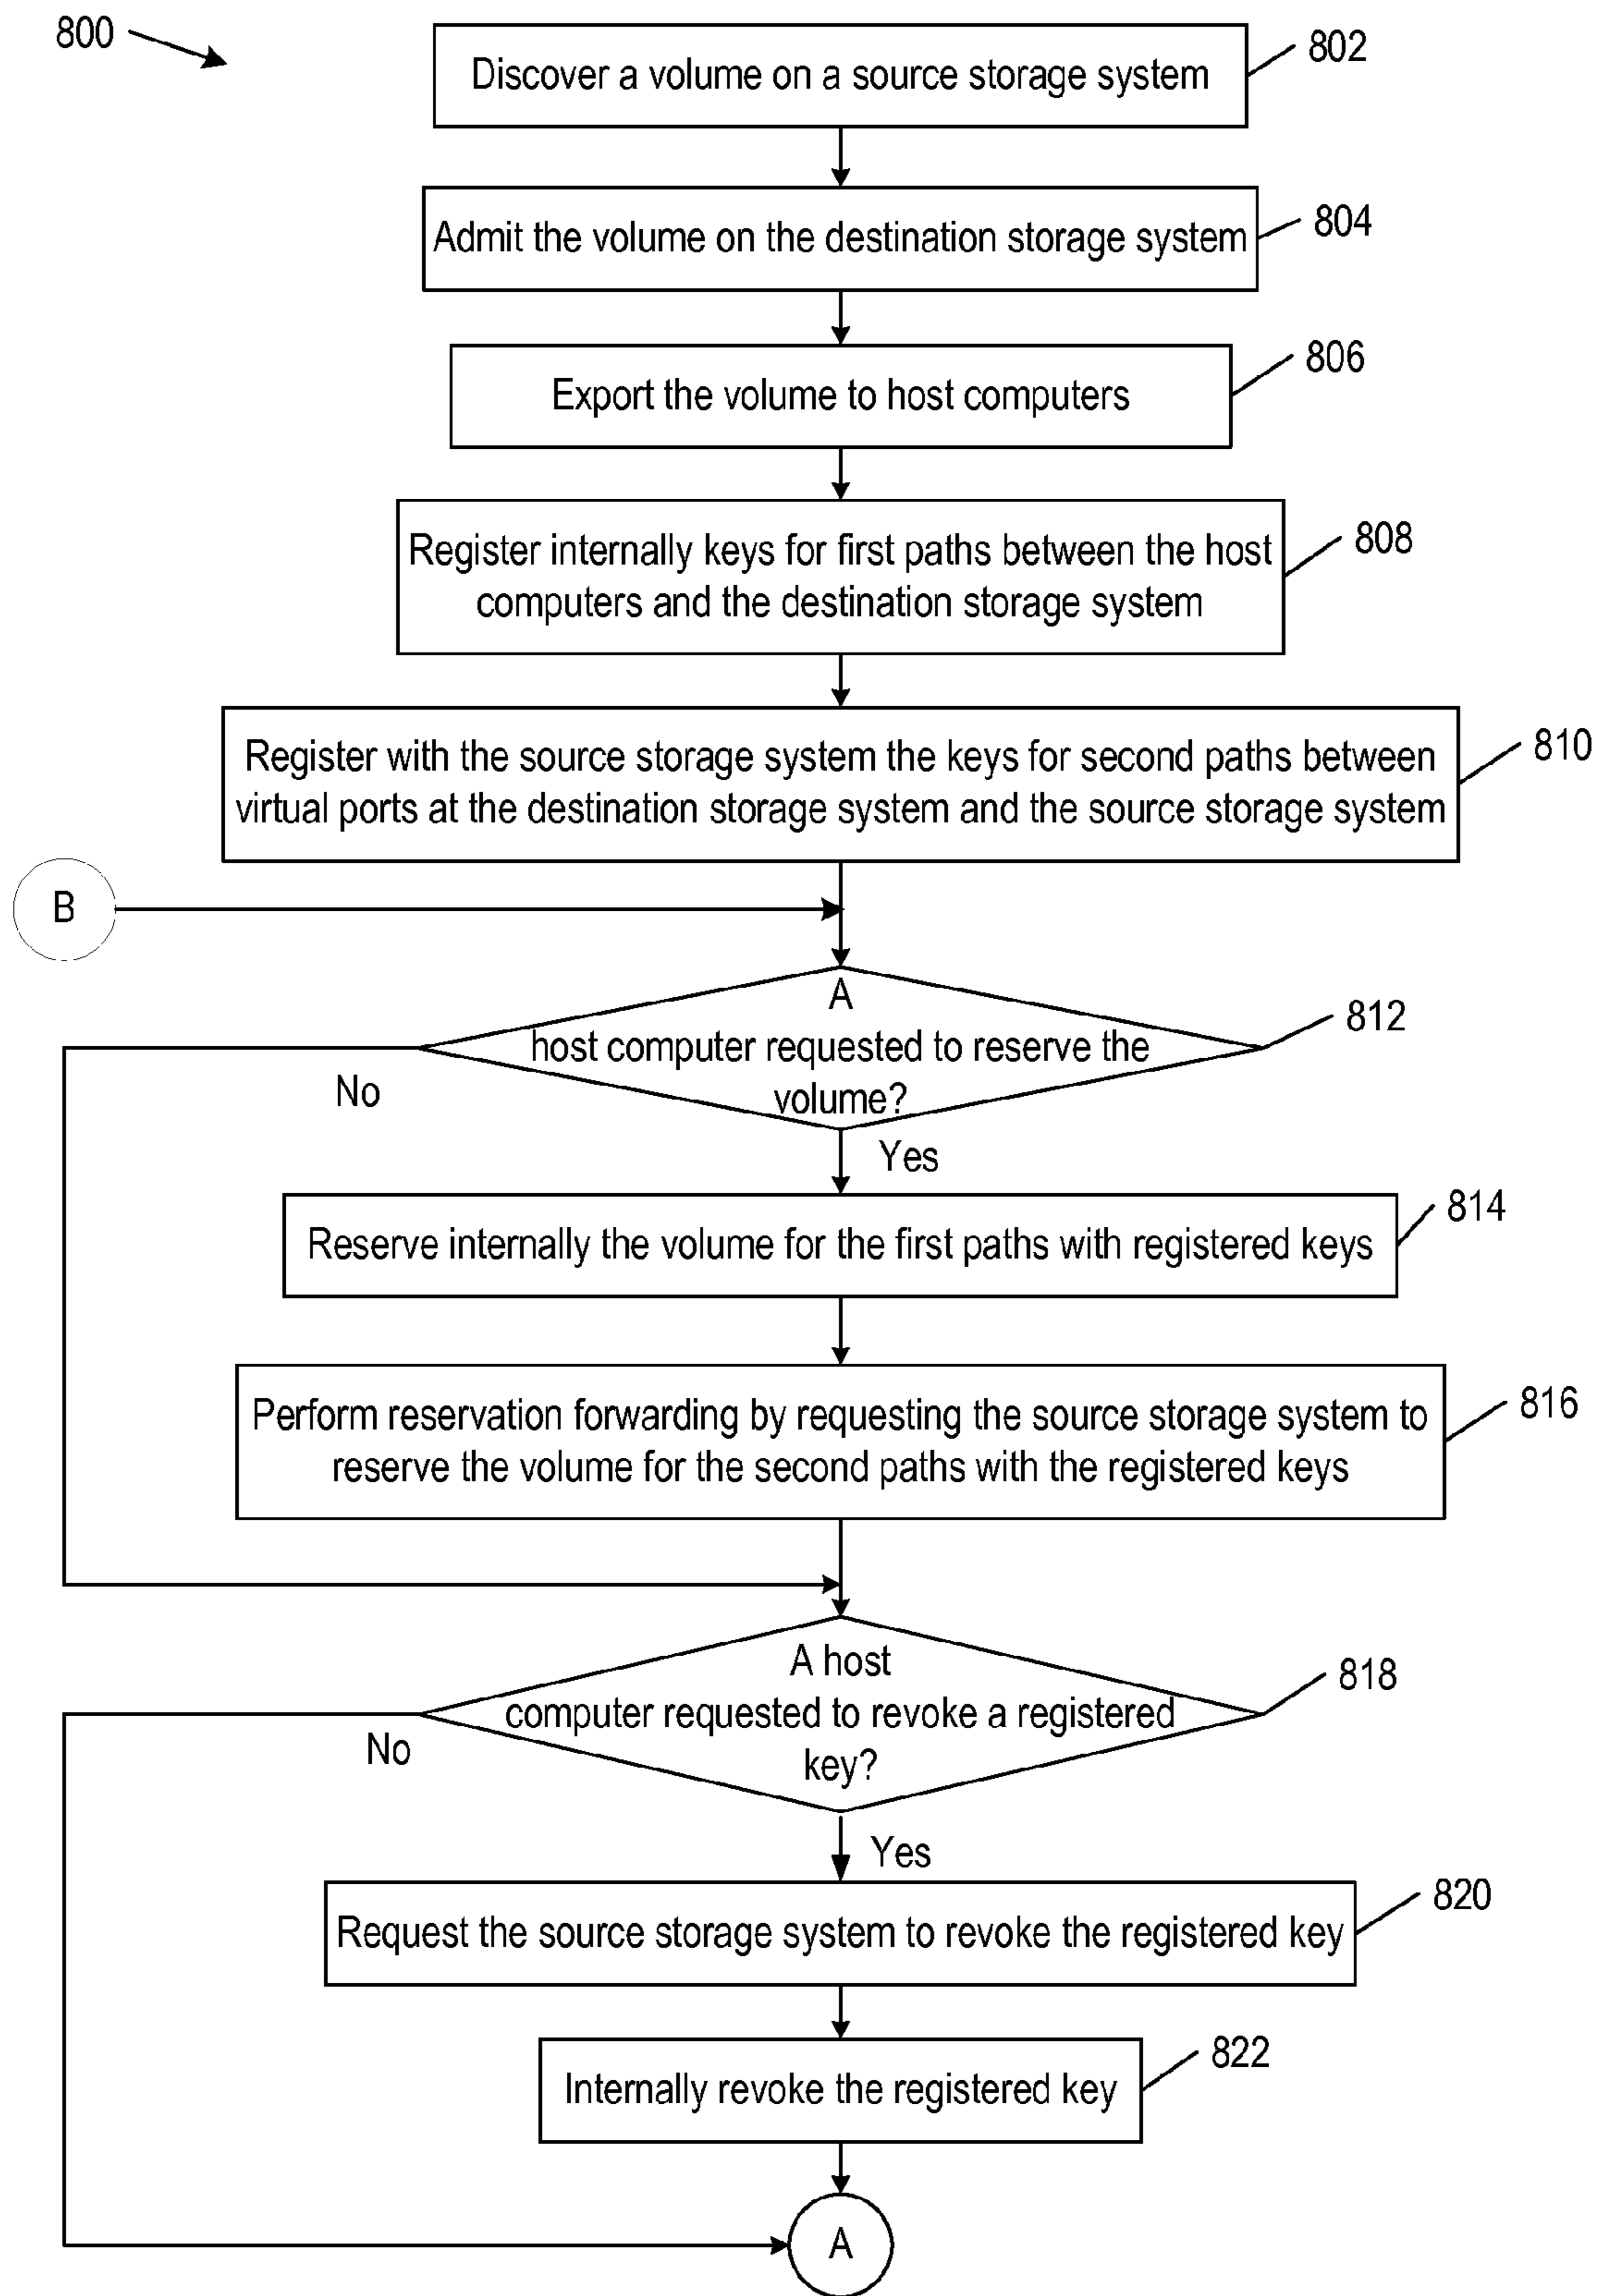 800
Discover a volume on a source storage system
802
Admit the volume on the destination storage system
804
Export the volume to host computers
806
Register internally keys for first paths between the host
computers and the destination storage system
808
Register with the source storage system the keys for second paths between
virtual ports at the destination storage system and the source storage system
810
B
A
host computer requested to reserve the
volume?
812
No
Yes
Reserve internally the volume for the first paths with registered keys
814
Perform reservation forwarding by requesting the source storage system to
reserve the volume for the second paths with the registered keys
816
A host
computer requested to revoke a registered
key?
818
No
Yes
Request the source storage system to revoke the registered key
820
Internally revoke the registered key
822
A